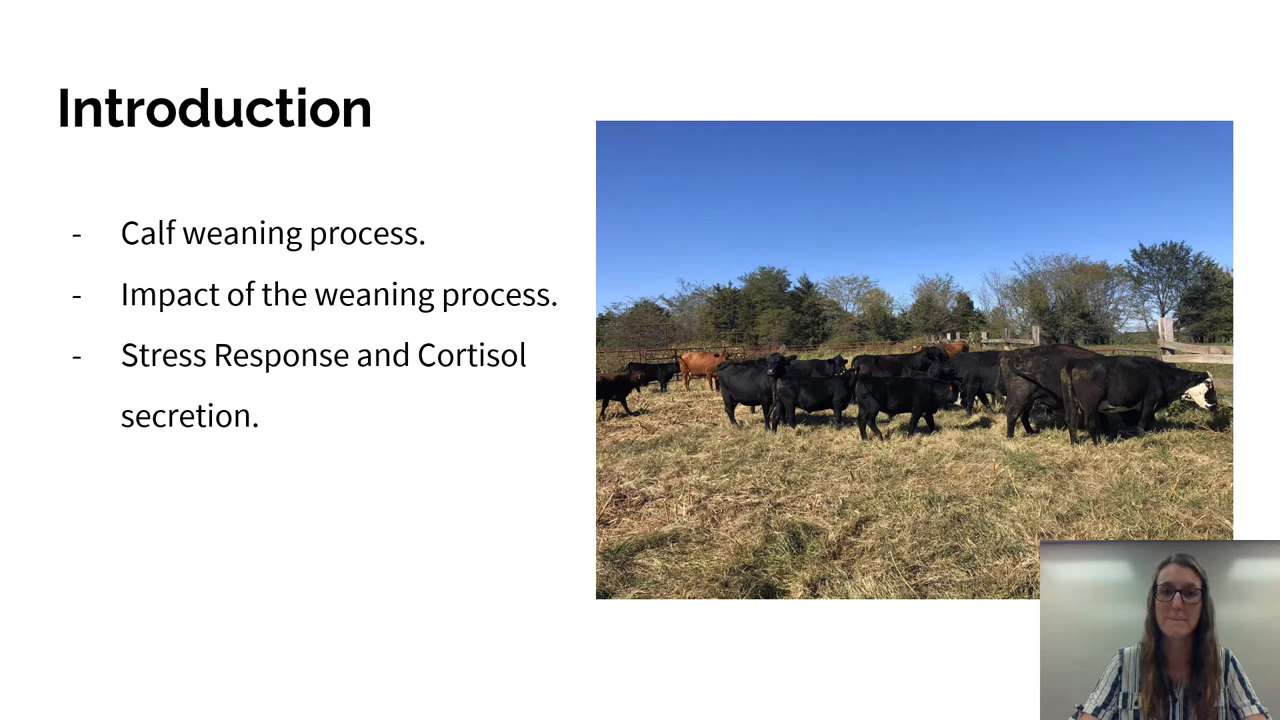 Introduction
- Calf weaning process.
- Impact of the weaning process.
- Stress Response and Cortisol
secretion.